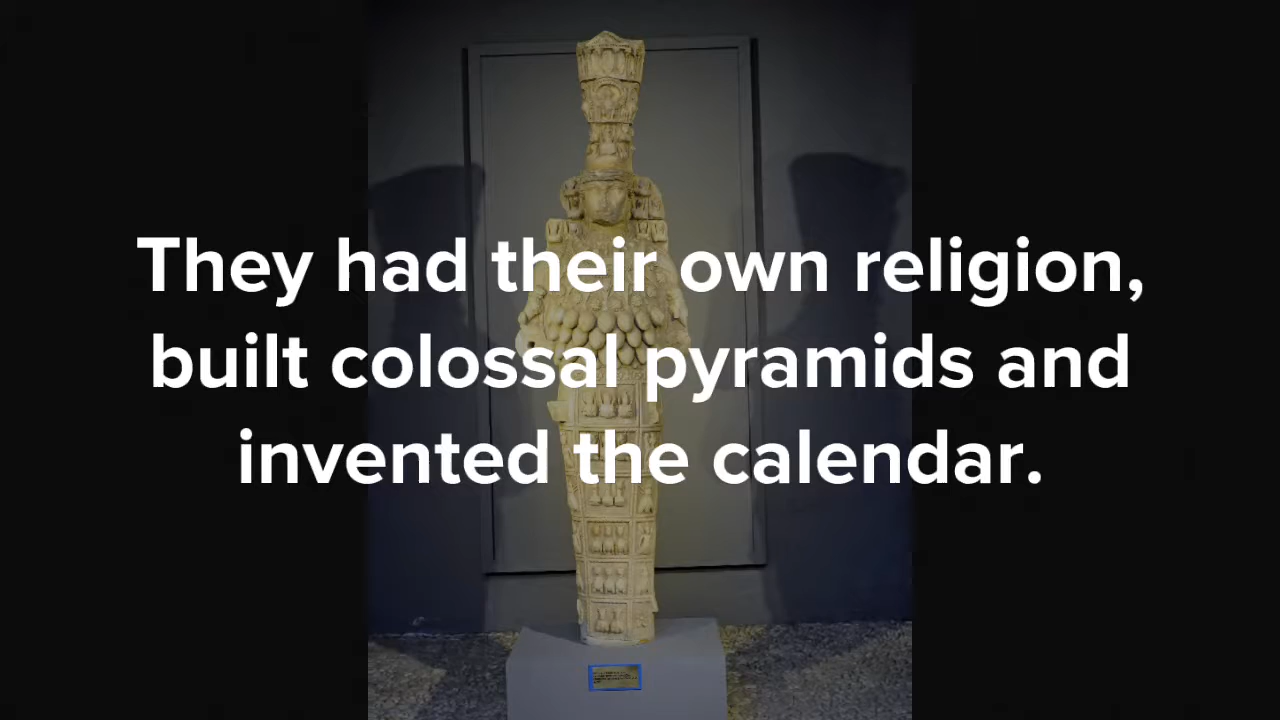 They had their own religion,
built colossal pyramids and
invented the calendar.